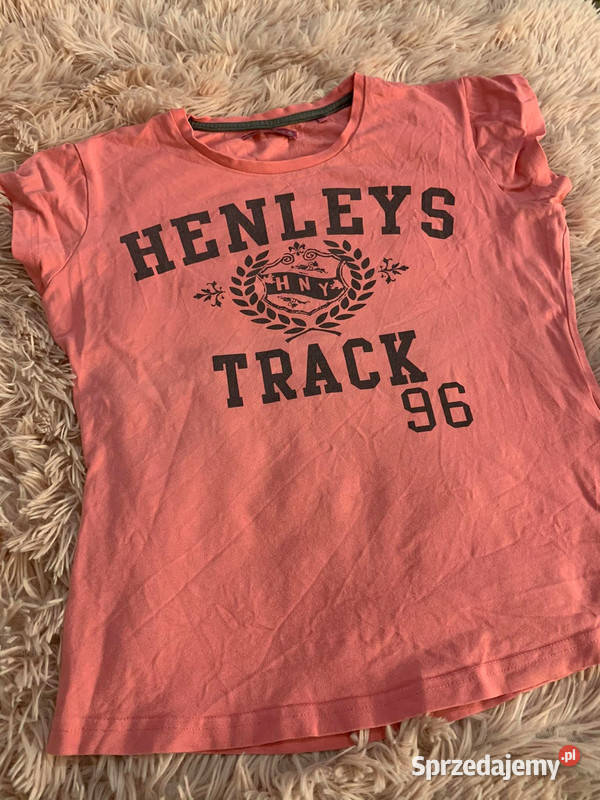 HENLEYS
HNY
TRACK
96
Sprzedajemy.pl